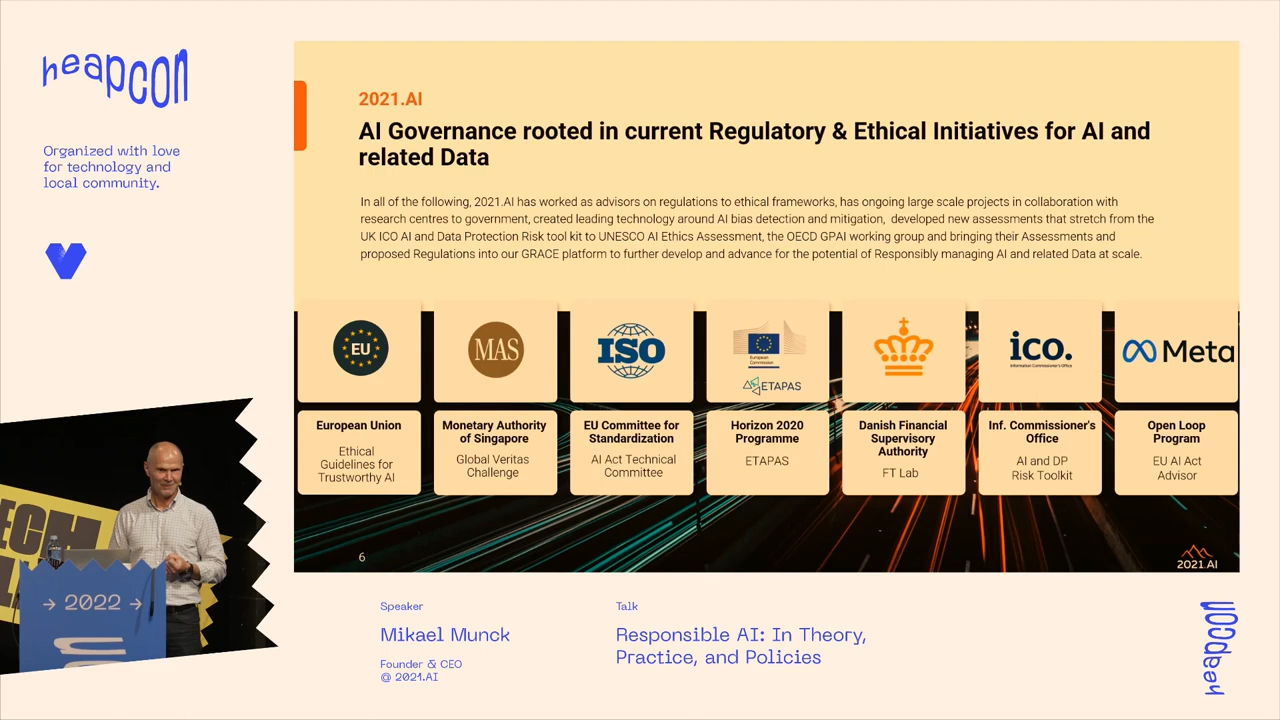 heapcon
Organized with love
for technology and
local community.
2021.AI
AI Governance rooted in current Regulatory & Ethical Initiatives for AI and
related Data
In all of the following, 2021.AI has worked as advisors on regulations to ethical frameworks, has ongoing large scale projects in collaboration with
research centres to government, created leading technology around AI bias detection and mitigation, developed new assessments that stretch from the
UK ICO AI and Data Protection Risk tool kit to UNESCO AI Ethics Assessment, the OECD GPAI working group and bringing their Assessments and
proposed Regulations into our GRACE platform to further develop and advance for the potential of Responsibly managing AI and related Data at scale.
EU
MAS
ISO
European
Commission
ETAPAS
ico.
Information Commissioner's Office
Meta
European Union
Ethical
Guidelines for
Trustworthy AI
Monetary Authority
of Singapore
Global Veritas
Challenge
EU Committee for
Standardization
AI Act Technical
Committee
Horizon 2020
Programme
ETAPAS
Danish Financial
Supervisory
Authority
FT Lab
Inf. Commissioner's
Office
AI and DP
Risk Toolkit
Open Loop
Program
EU AI Act
Advisor
6
2021.AI
→ 2022 →
Speaker
Mikael Munck
Founder & CEO
@ 2021.AI
Talk
Responsible AI: In Theory,
Practice, and Policies
heapcon